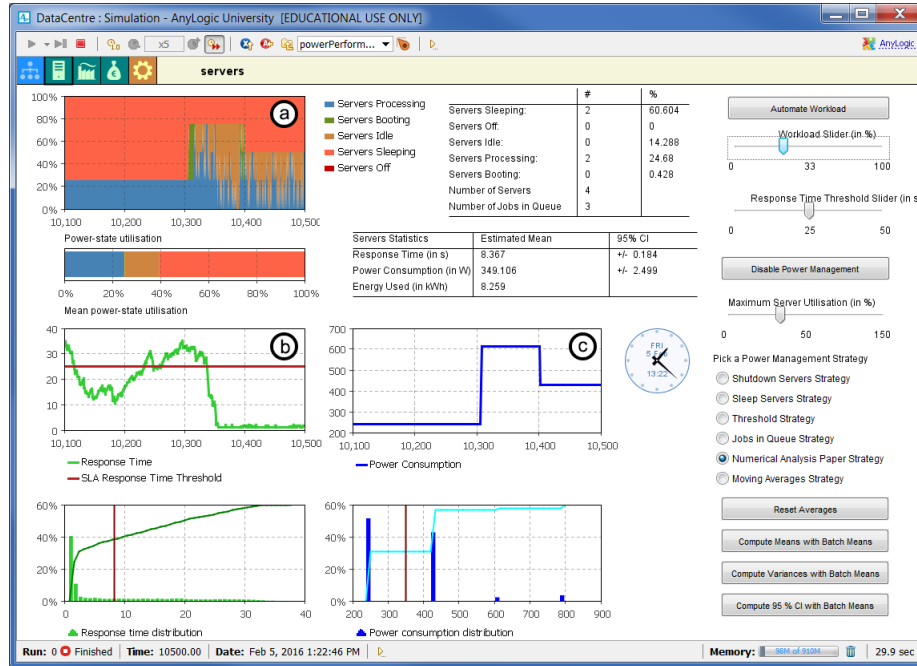 DataCentre : Simulation - AnyLogic University [EDUCATIONAL USE ONLY]
x5
powerPerform...
AnyLogic
servers
100%
80%
60%
40%
20%
0%
10,100 10,200 10,300 10,400 10,500
a
Servers Processing
Servers Booting
Servers Idle
Servers Sleeping
Servers Off
Power-state utilisation
0% 20% 40% 60% 80% 100%
Mean power-state utilisation
# %
Servers Sleeping: 2 60.604
Servers Off: 0 0
Servers Idle: 0 14.288
Servers Processing: 2 24.68
Servers Booting: 0 0.428
Number of Servers 4
Number of Jobs in Queue 3
Servers Statistics Estimated Mean 95% CI
Response Time (in s) 8.367 +/- 0.184
Power Consumption (in W) 349.106 +/- 2.499
Energy Used (in kWh) 8.259
Automate Workload
Workload Slider (in %)
0 33 100
Response Time Threshold Slider (in s
0 25 50
Disable Power Management
Maximum Server Utilisation (in %)
0 50 150
Pick a Power Management Strategy
Shutdown Servers Strategy
Sleep Servers Strategy
Threshold Strategy
Jobs in Queue Strategy
Numerical Analysis Paper Strategy
Moving Averages Strategy
Reset Averages
Compute Means with Batch Means
Compute Variances with Batch Means
Compute 95 % CI with Batch Means
40
30
20
10
0
10,100 10,200 10,300 10,400 10,500
b
Response Time
SLA Response Time Threshold
700
600
500
400
300
200
10,100 10,200 10,300 10,400 10,500
c
Power Consumption
FRI
13:22
60%
40%
20%
0%
0 10 20 30 40
Response time distribution
60%
40%
20%
0%
200 300 400 500 600 700 800 900
Power consumption distribution
Run: 0 Finished Time: 10500.00 Date: Feb 5, 2016 1:22:46 PM
Memory: 98M of 910M 29.9 sec